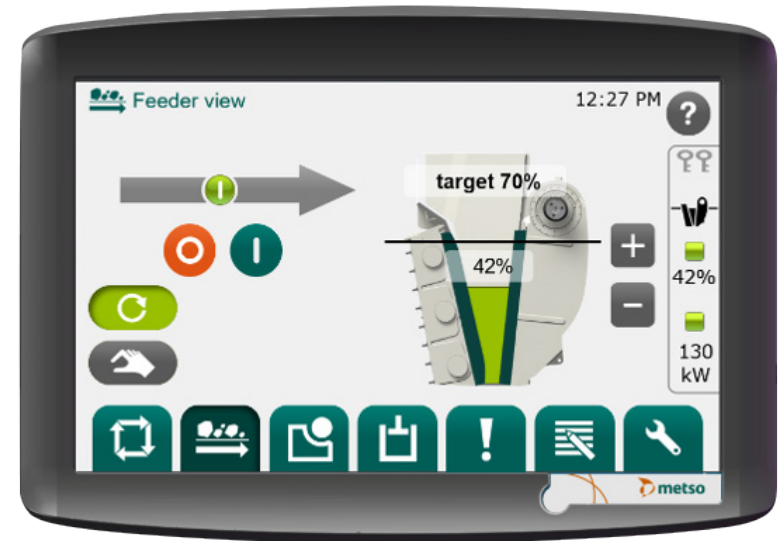 Feeder view
12:27 PM
?
target 70%
42%
42%
130
kW
metso